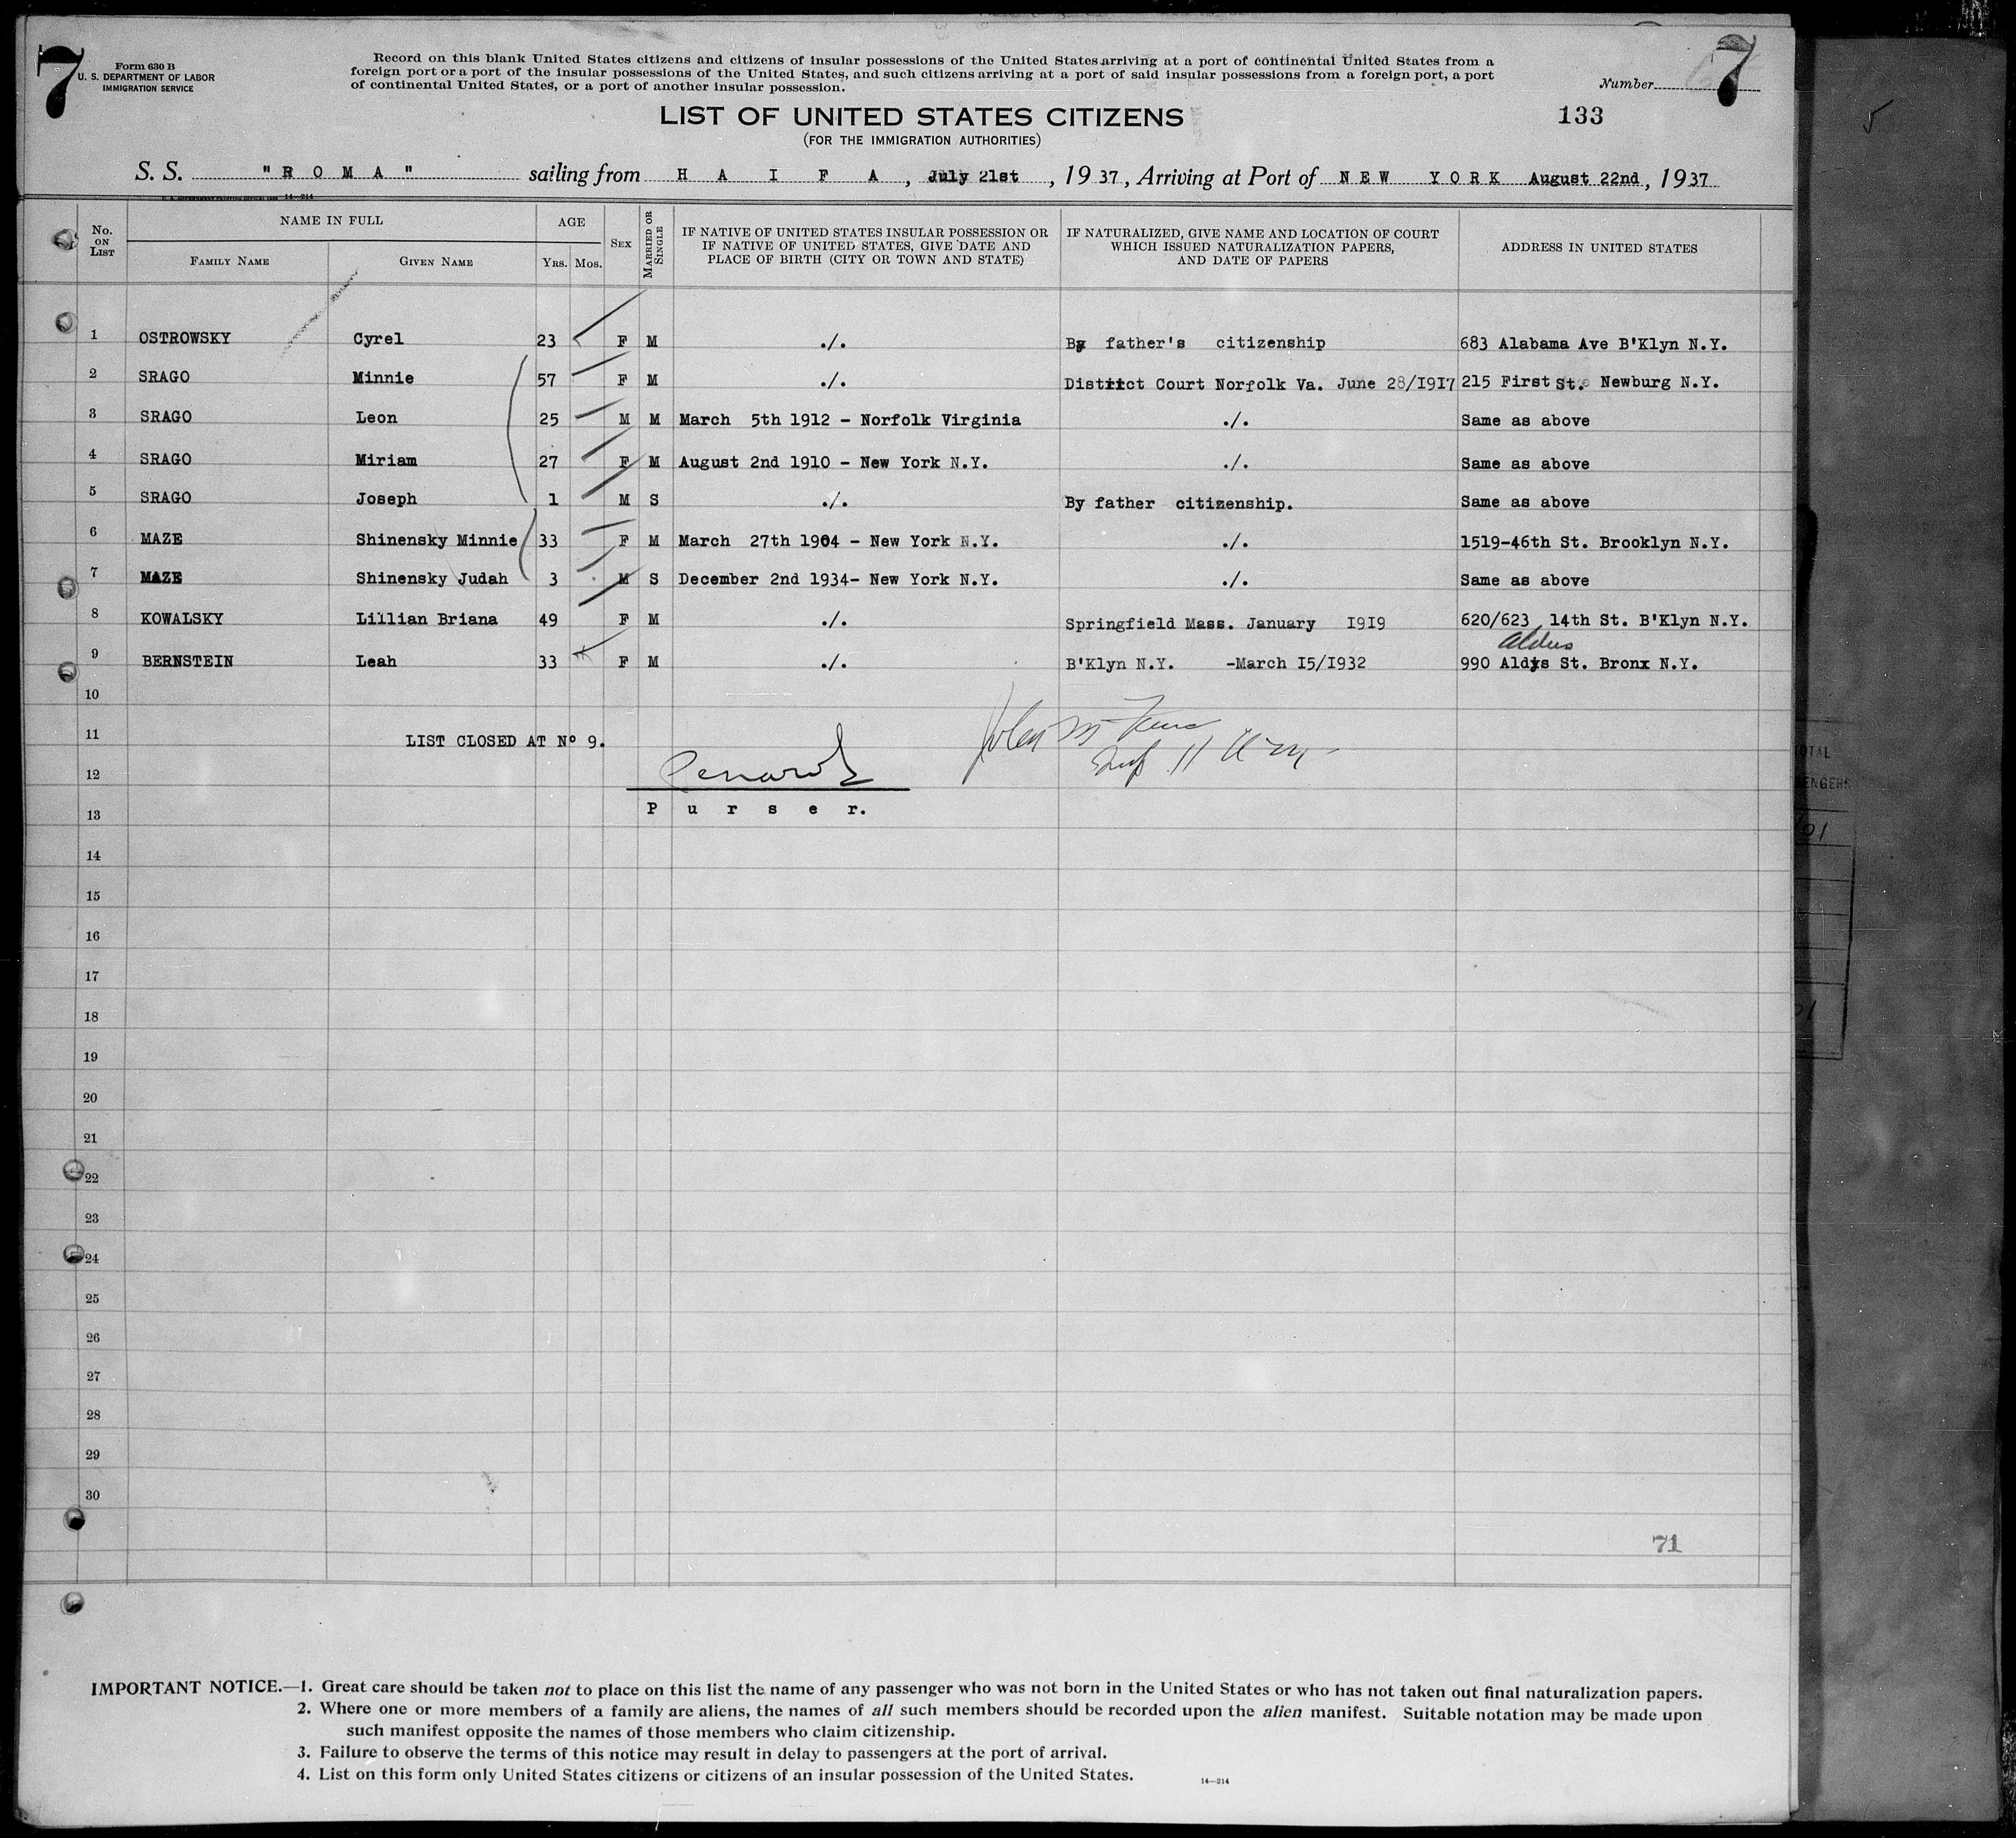 7
Form 630 B
U. S. DEPARTMENT OF LABOR
IMMIGRATION SERVICE
Record on this blank United States citizens and citizens of insular possessions of the United States arriving at a port of continental United States from a
foreign port or a port of the insular possessions of the United States, and such citizens arriving at a port of said insular possessions from a foreign port, a port
of continental United States, or a port of another insular possession.
Number 7
LIST OF UNITED STATES CITIZENS
133
(FOR THE IMMIGRATION AUTHORITIES)
S. S. "R O M A" sailing from H A I F A , July 21st , 1937, Arriving at Port of NEW YORK August 22nd, 1937
No. ON LIST
NAME IN FULL
FAMILY NAME
GIVEN NAME
AGE
YRS. MOS.
SEX
MARRIED OR SINGLE
IF NATIVE OF UNITED STATES INSULAR POSSESSION OR
IF NATIVE OF UNITED STATES, GIVE DATE AND
PLACE OF BIRTH (CITY OR TOWN AND STATE)
IF NATURALIZED, GIVE NAME AND LOCATION OF COURT
WHICH ISSUED NATURALIZATION PAPERS,
AND DATE OF PAPERS
ADDRESS IN UNITED STATES
1 OSTROWSKY Cyrel 23 F M ./. By father's citizenship 683 Alabama Ave B'Klyn N.Y.
2 SRAGO Minnie 57 F M ./. District Court Norfolk Va. June 28/I9I7 215 First St. Newburg N.Y.
3 SRAGO Leon 25 M M March 5th 1912 - Norfolk Virginia ./. Same as above
4 SRAGO Miriam 27 F M August 2nd 1910 - New York N.Y. ./. Same as above
5 SRAGO Joseph 1 M S ./. By father citizenship. Same as above
6 MAZE Shinensky Minnie 33 F M March 27th 1904 - New York N.Y. ./. 1519-46th St. Brooklyn N.Y.
7 MAZE Shinensky Judah 3 M S December 2nd 1934- New York N.Y. ./. Same as above
8 KOWALSKY Lillian Briana 49 F M ./. Springfield Mass. January I9I9 620/623 14th St. B'Klyn N.Y.
Aldus
9 BERNSTEIN Leah 33 F M ./. B'Klyn N.Y. -March I5/I932 990 Aldys St. Bronx N.Y.
10
11 LIST CLOSED AT Nº 9.
12
P u r s e r.
13
14
15
16
17
18
19
20
21
22
23
24
25
26
27
28
29
30
71
IMPORTANT NOTICE.—1. Great care should be taken not to place on this list the name of any passenger who was not born in the United States or who has not taken out final naturalization papers.
2. Where one or more members of a family are aliens, the names of all such members should be recorded upon the alien manifest. Suitable notation may be made upon
such manifest opposite the names of those members who claim citizenship.
3. Failure to observe the terms of this notice may result in delay to passengers at the port of arrival.
4. List on this form only United States citizens or citizens of an insular possession of the United States.
14—214